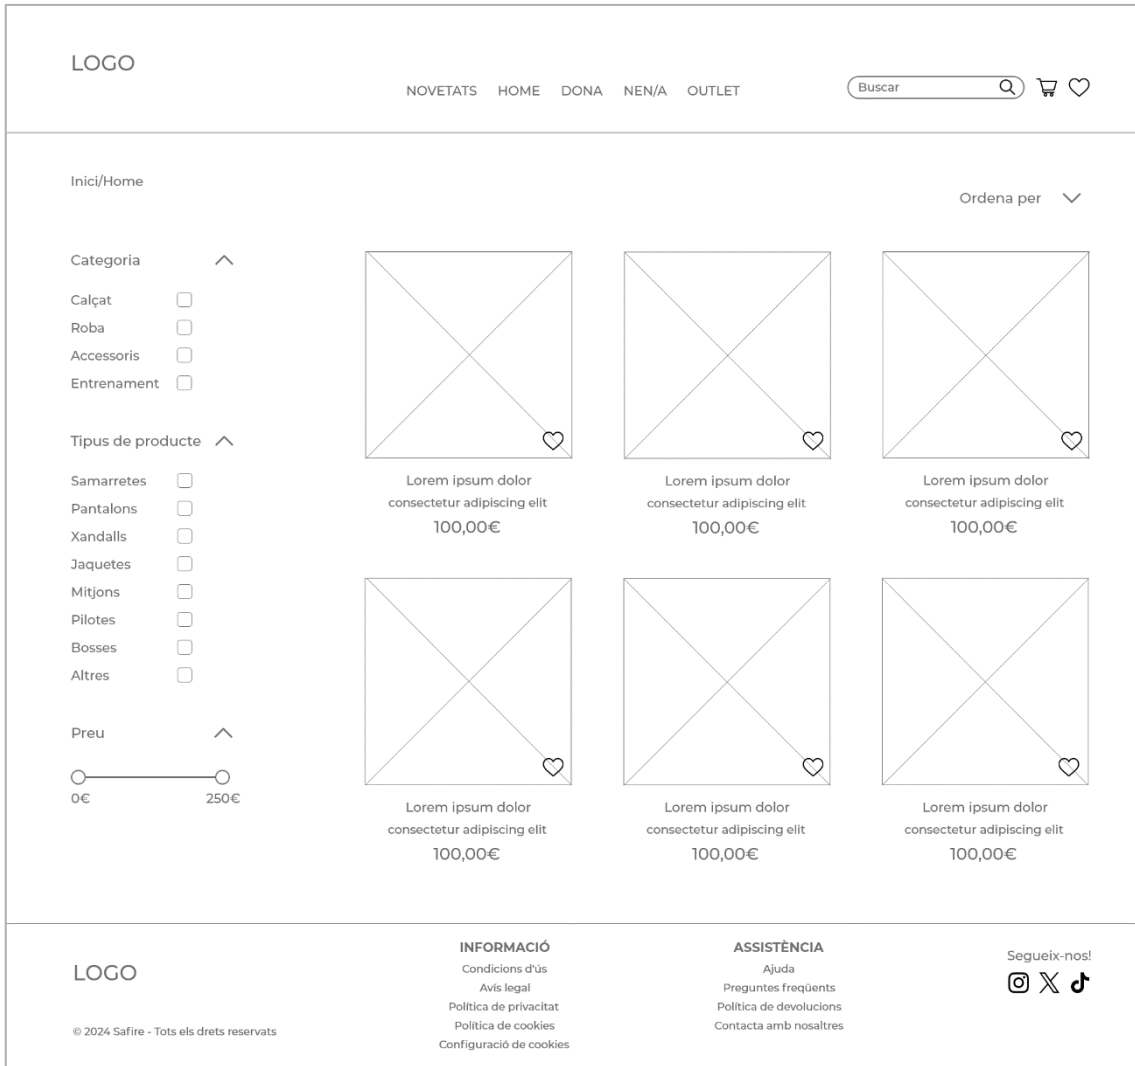 LOGO
NOVETATS HOME DONA NEN/A OUTLET
Buscar
Inici/Home
Ordena per
Categoria
Calçat
Roba
Accessoris
Entrenament
Tipus de producte
Samarretes
Pantalons
Xandalls
Jaquetes
Mitjons
Pilotes
Bosses
Altres
Preu
0€ 250€
Lorem ipsum dolor
consectetur adipiscing elit
100,00€
Lorem ipsum dolor
consectetur adipiscing elit
100,00€
Lorem ipsum dolor
consectetur adipiscing elit
100,00€
Lorem ipsum dolor
consectetur adipiscing elit
100,00€
Lorem ipsum dolor
consectetur adipiscing elit
100,00€
Lorem ipsum dolor
consectetur adipiscing elit
100,00€
LOGO
© 2024 Safire - Tots els drets reservats
INFORMACIÓ
Condicions d'ús
Avís legal
Política de privacitat
Política de cookies
Configuració de cookies
ASSISTÈNCIA
Ajuda
Preguntes freqüents
Política de devolucions
Contacta amb nosaltres
Segueix-nos!